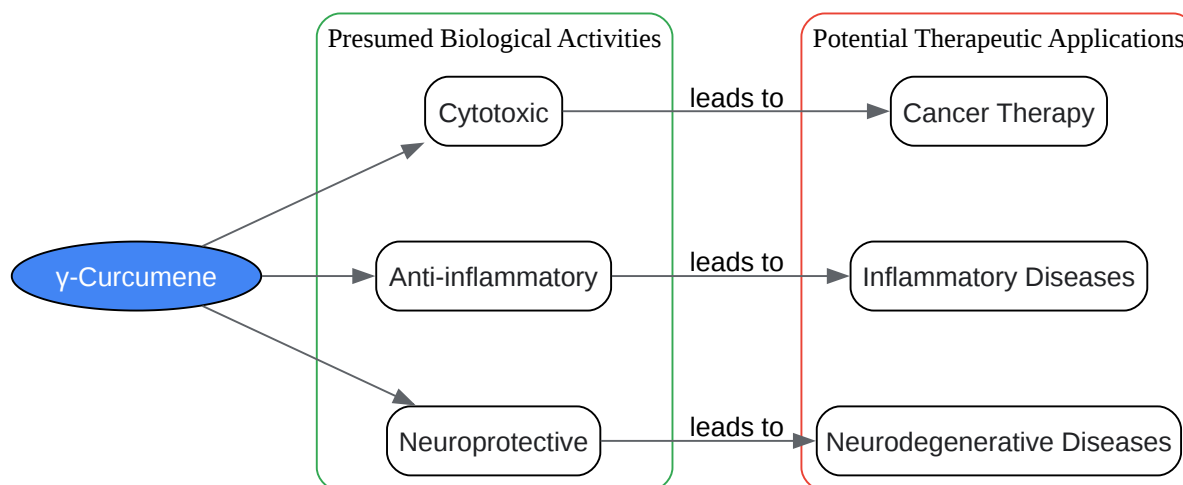 Presumed Biological Activities
Potential Therapeutic Applications
Cytotoxic
leads to
Cancer Therapy
γ-Curcumene
Anti-inflammatory
leads to
Inflammatory Diseases
Neuroprotective
leads to
Neurodegenerative Diseases